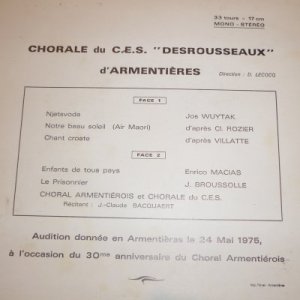 33 tours - 17 cm
MONO - STÉRÉO
CHORALE du C.E.S. "DESROUSSEAUX"
d'ARMENTIÈRES
Direction : D. LECOCQ
FACE 1
Njetevode Jos WUYTAK
Notre beau soleil (Air Maori) d'après Cl. ROZIER
Chant croate d'après VILLATTE
FACE 2
Enfants de tous pays Enrico MACIAS
Le Prisonnier J. BROUSSOLLE
CHORAL ARMENTIÉROIS et CHORALE du C.E.S.
Récitant : J.-Claude BACQUAERT
Audition donnée en Armentières le 24 Mai 1975,
à l'occasion du 30me anniversaire du Choral Armentiérois